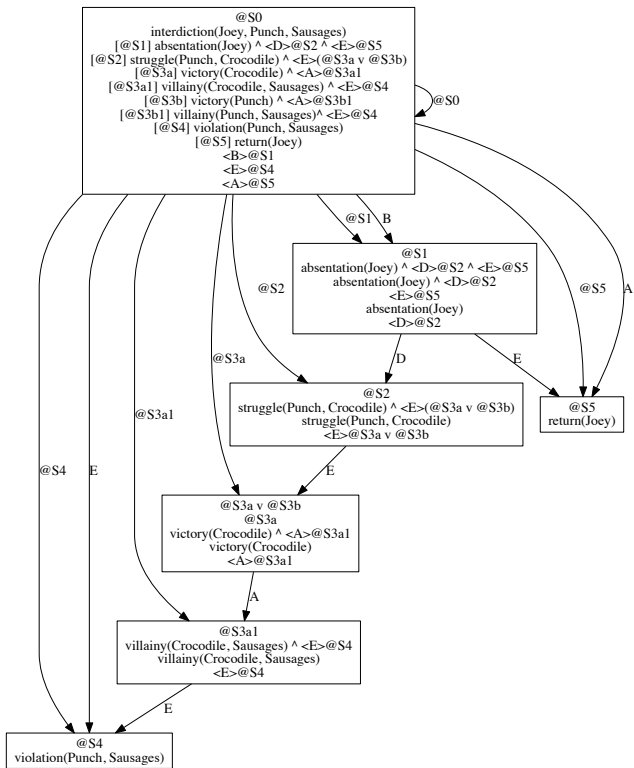 @S0
interdiction(Joey, Punch, Sausages)
[@S1] absentation(Joey) ^ <D>@S2 ^ <E>@S5
[@S2] struggle(Punch, Crocodile) ^ <E>(@S3a v @S3b)
[@S3a] victory(Crocodile) ^ <A>@S3a1
[@S3a1] villainy(Crocodile, Sausages) ^ <E>@S4
[@S3b] victory(Punch) ^ <A>@S3b1
[@S3b1] villainy(Punch, Sausages)^ <E>@S4
[@S4] violation(Punch, Sausages)
[@S5] return(Joey)
<B>@S1
<E>@S4
<A>@S5
@S0
@S1
B
@S1
absentation(Joey) ^ <D>@S2 ^ <E>@S5
absentation(Joey) ^ <D>@S2
<E>@S5
absentation(Joey)
<D>@S2
@S2
@S5
A
@S3a
D
E
@S2
struggle(Punch, Crocodile) ^ <E>(@S3a v @S3b)
struggle(Punch, Crocodile)
<E>@S3a v @S3b
@S5
return(Joey)
@S3a1
@S4
E
E
@S3a v @S3b
@S3a
victory(Crocodile) ^ <A>@S3a1
victory(Crocodile)
<A>@S3a1
A
@S3a1
villainy(Crocodile, Sausages) ^ <E>@S4
villainy(Crocodile, Sausages)
<E>@S4
E
@S4
violation(Punch, Sausages)